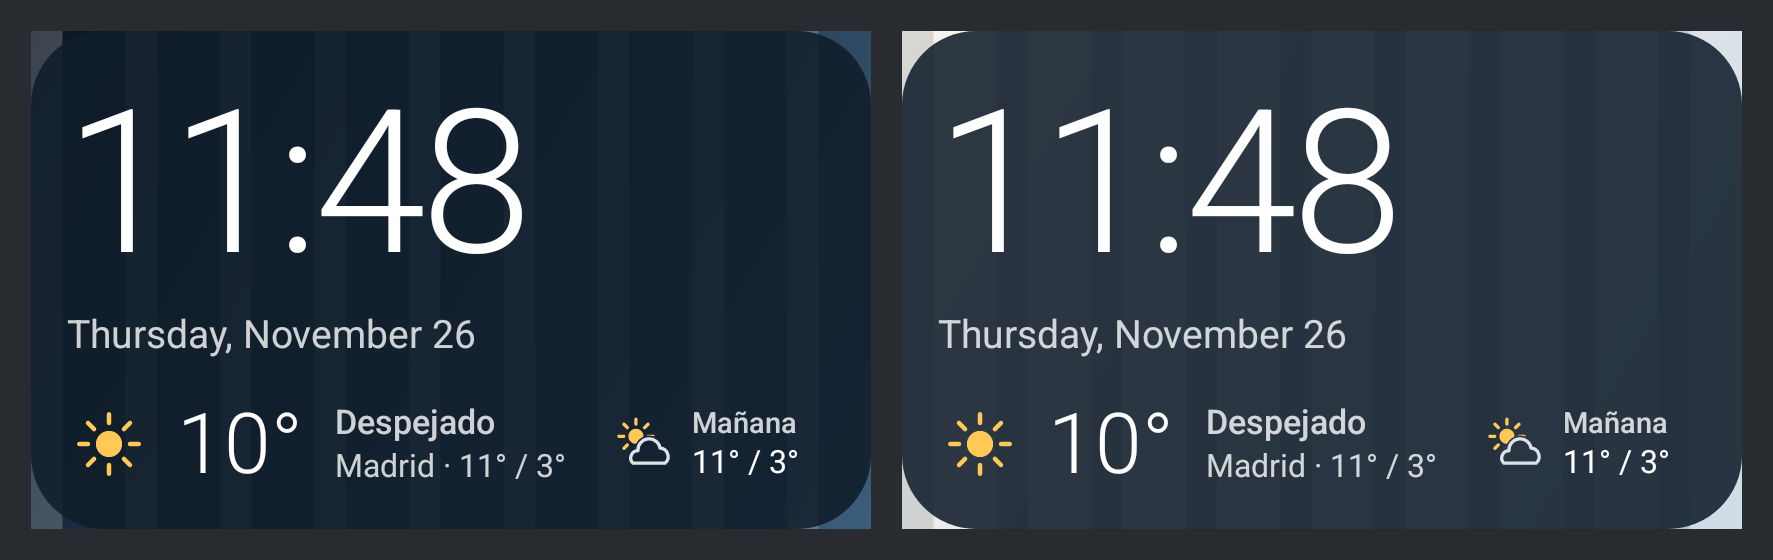 11:48
Thursday, November 26
10°
Despejado
Madrid · 11° / 3°
Mañana
11° / 3°
11:48
Thursday, November 26
10°
Despejado
Madrid · 11° / 3°
Mañana
11° / 3°